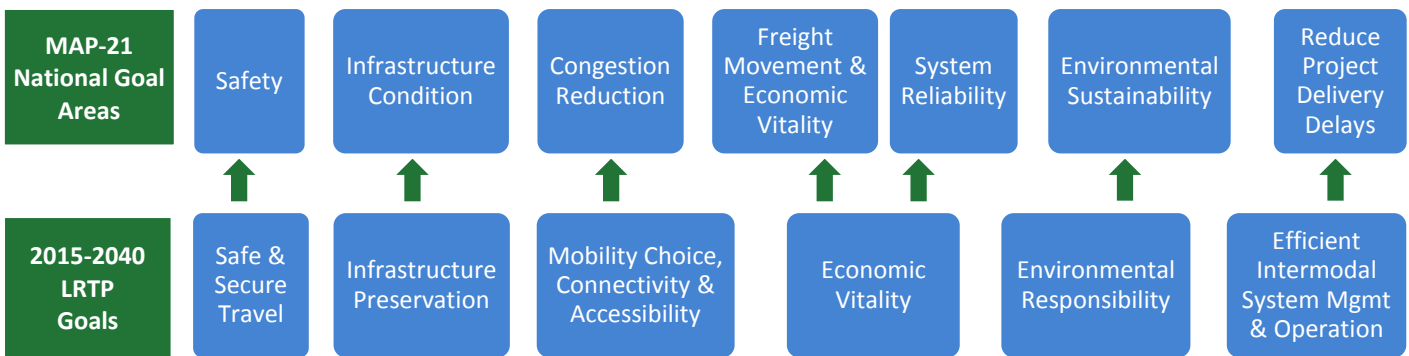 MAP-21
National Goal
Areas
Safety
Infrastructure
Condition
Congestion
Reduction
Freight
Movement &
Economic
Vitality
System
Reliability
Environmental
Sustainability
Reduce
Project
Delivery
Delays
2015-2040
LRTP
Goals
Safe &
Secure
Travel
Infrastructure
Preservation
Mobility Choice,
Connectivity &
Accessibility
Economic
Vitality
Environmental
Responsibility
Efficient
Intermodal
System Mgmt
& Operation